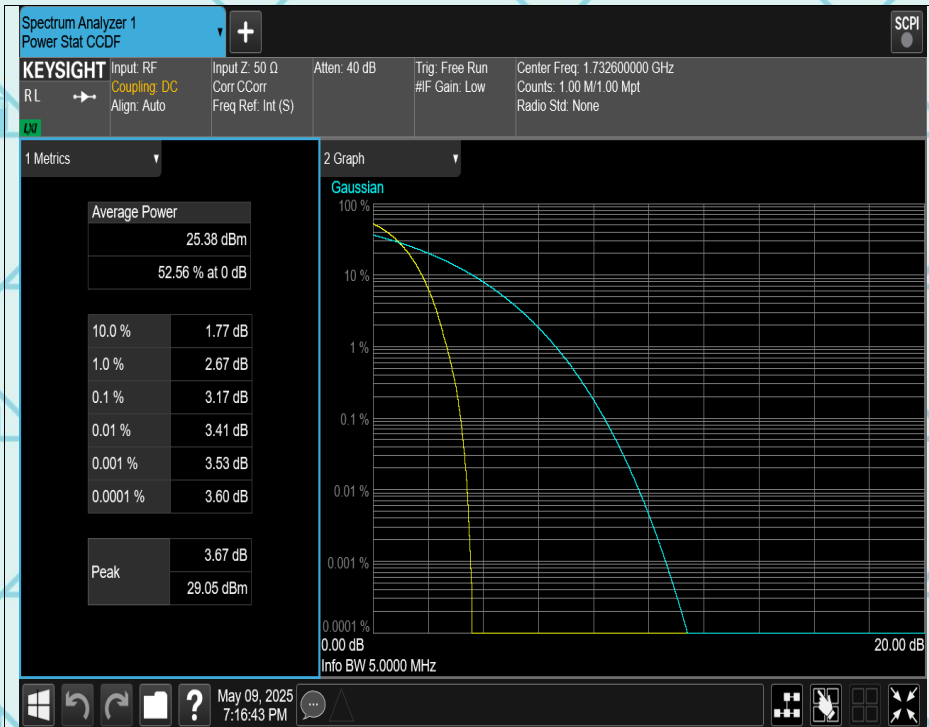 Spectrum Analyzer 1
Power Stat CCDF
+
SCPI
KEYSIGHT
R L
LXI
Input: RF
Coupling: DC
Align: Auto
Input Z: 50 Ω
Corr CCorr
Freq Ref: Int (S)
Atten: 40 dB
Trig: Free Run
#IF Gain: Low
Center Freq: 1.732600000 GHz
Counts: 1.00 M/1.00 Mpt
Radio Std: None
1 Metrics
Average Power
25.38 dBm
52.56 % at 0 dB
10.0 % 1.77 dB
1.0 % 2.67 dB
0.1 % 3.17 dB
0.01 % 3.41 dB
0.001 % 3.53 dB
0.0001 % 3.60 dB
Peak
3.67 dB
29.05 dBm
2 Graph
Gaussian
100 %
10 %
1 %
0.1 %
0.01 %
0.001 %
0.0001 %
0.00 dB 20.00 dB
Info BW 5.0000 MHz
?
May 09, 2025
7:16:43 PM